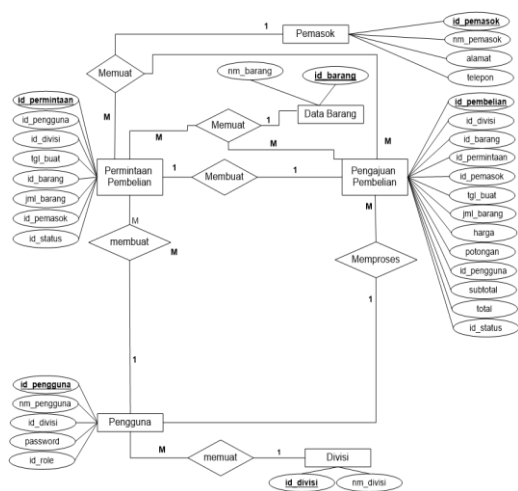 1
Pemasok
id_pemasok
nm_pemasok
alamat
telepon
Memuat
nm_barang
id_barang
M
Memuat
1
Data Barang
M
M
M
id_permintaan
id_pengguna
id_divisi
tgl_buat
id_barang
jml_barang
id_pemasok
id_status
Permintaan
Pembelian
1
Membuat
1
Pengajuan
Pembelian
id_pembelian
id_divisi
id_barang
id_permintaan
id_pemasok
tgl_buat
jml_barang
harga
potongan
id_pengguna
subtotal
total
id_status
M
membuat
M
M
Memproses
1
1
id_pengguna
nm_pengguna
id_divisi
password
id_role
Pengguna
M
memuat
1
Divisi
id_divisi
nm_divisi